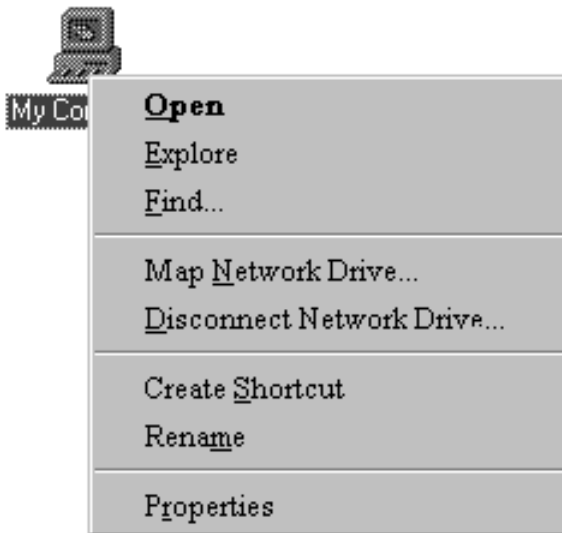 My Co
Open
Explore
Find...
Map Network Drive...
Disconnect Network Drive...
Create Shortcut
Rename
Properties